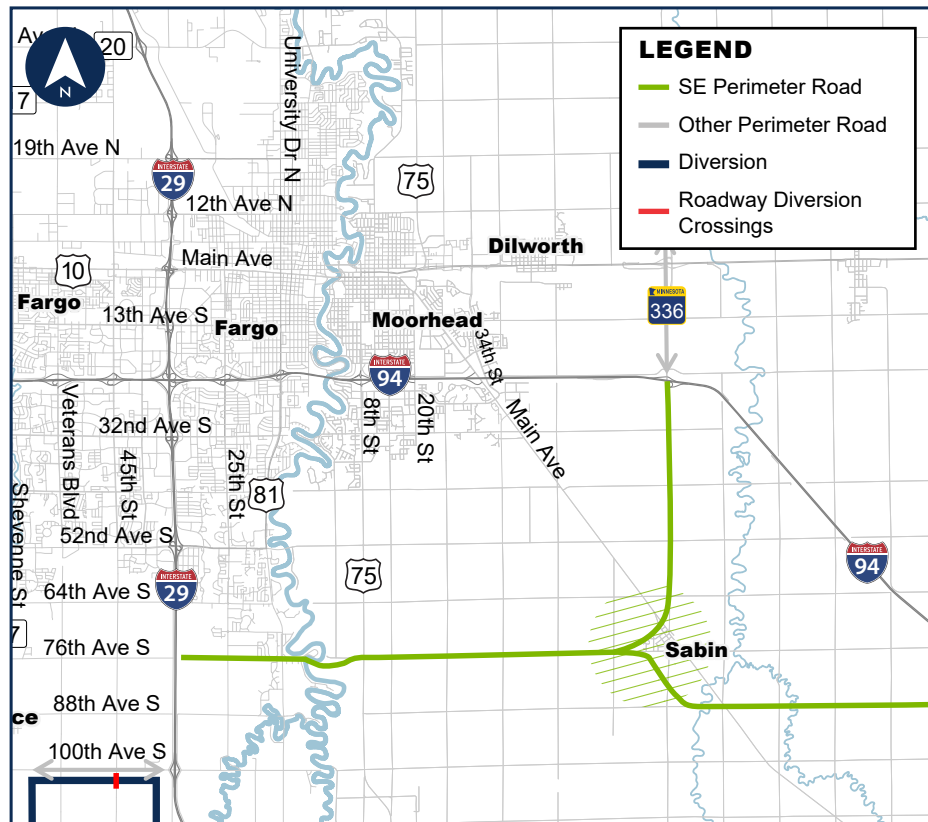 Av
20
7
19th Ave N
INTERSTATE
29
12th Ave N
University Dr N
75
LEGEND
SE Perimeter Road
Other Perimeter Road
Diversion
Roadway Diversion
Crossings
N
Main Ave
10
Fargo
13th Ave S
Fargo
Moorhead
Dilworth
MINNESOTA
336
34th St
INTERSTATE
94
Main Ave
8th St
20th St
Veterans Blvd
32nd Ave S
45th St
25th St
81
Sheyenne St
52nd Ave S
75
INTERSTATE
94
64th Ave S
INTERSTATE
29
7
76th Ave S
Sabin
88th Ave S
ce
100th Ave S